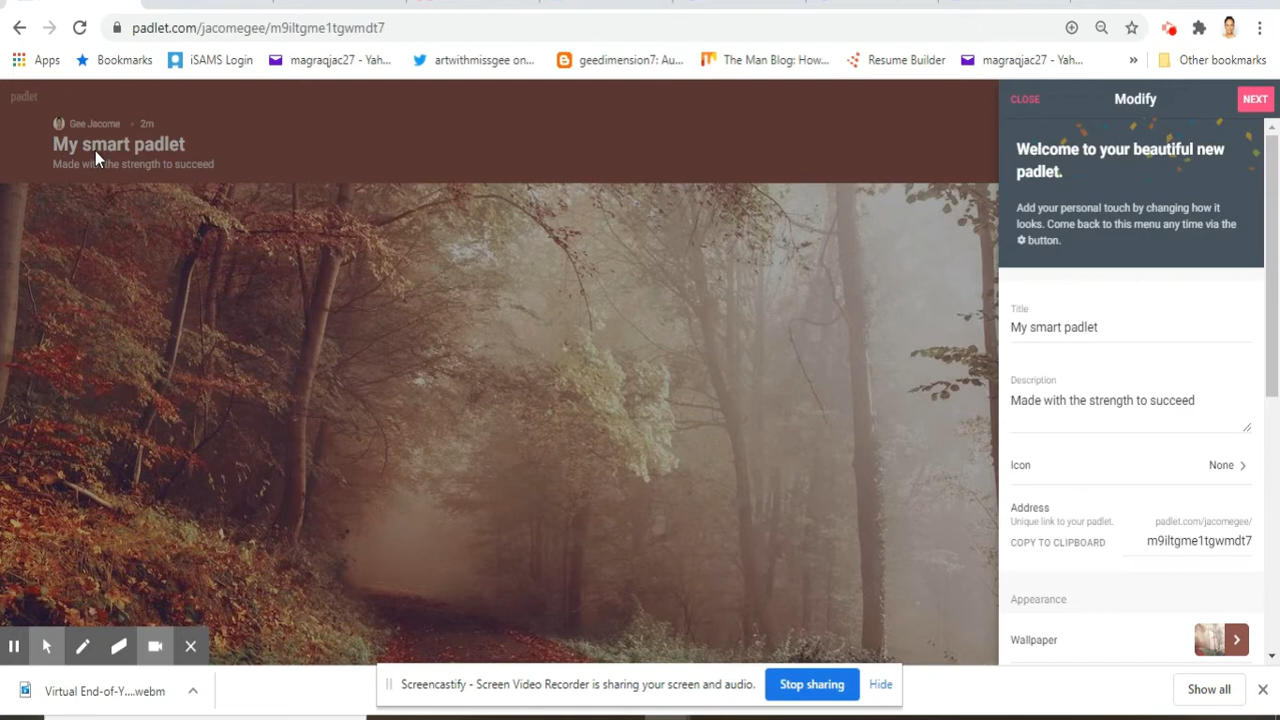 padlet.com/jacomegee/m9iltgme1tgwmdt7
Apps
Bookmarks
iSAMS Login
magraqjac27 - Yah...
artwithmissgee on...
geedimension7: Au...
The Man Blog: How...
Resume Builder
magraqjac27 - Yah...
»
Other bookmarks
padlet
Gee Jacome • 2m
My smart padlet
Made with the strength to succeed
CLOSE
Modify
NEXT
Welcome to your beautiful new
padlet.
Add your personal touch by changing how it
looks. Come back to this menu any time via the
button.
Title
My smart padlet
Description
Made with the strength to succeed
Icon
None
Address
Unique link to your padlet.
padlet.com/jacomegee/
COPY TO CLIPBOARD
m9iltgme1tgwmdt7
Appearance
Wallpaper
Virtual End-of-Y....webm
Screencastify - Screen Video Recorder is sharing your screen and audio.
Stop sharing
Hide
Show all